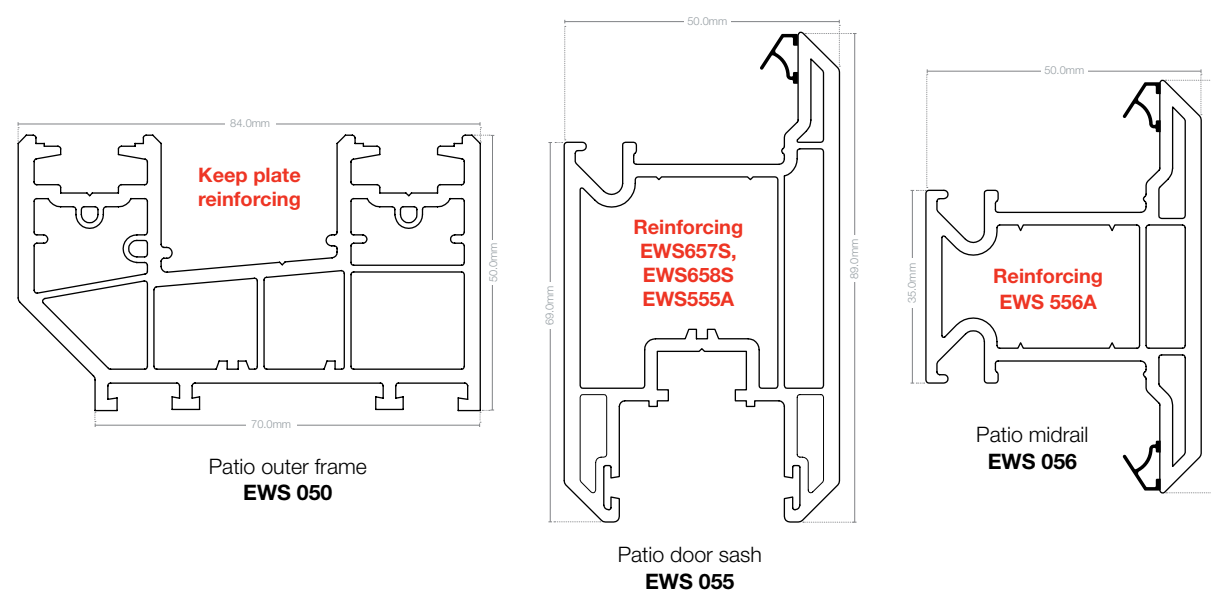 84.0mm
Keep plate
reinforcing
50.0mm
70.0mm
Patio outer frame
EWS 050
50.0mm
Reinforcing
EWS657S,
EWS658S
EWS555A
69.0mm
89.0mm
Patio door sash
EWS 055
50.0mm
35.0mm
Reinforcing
EWS 556A
Patio midrail
EWS 056